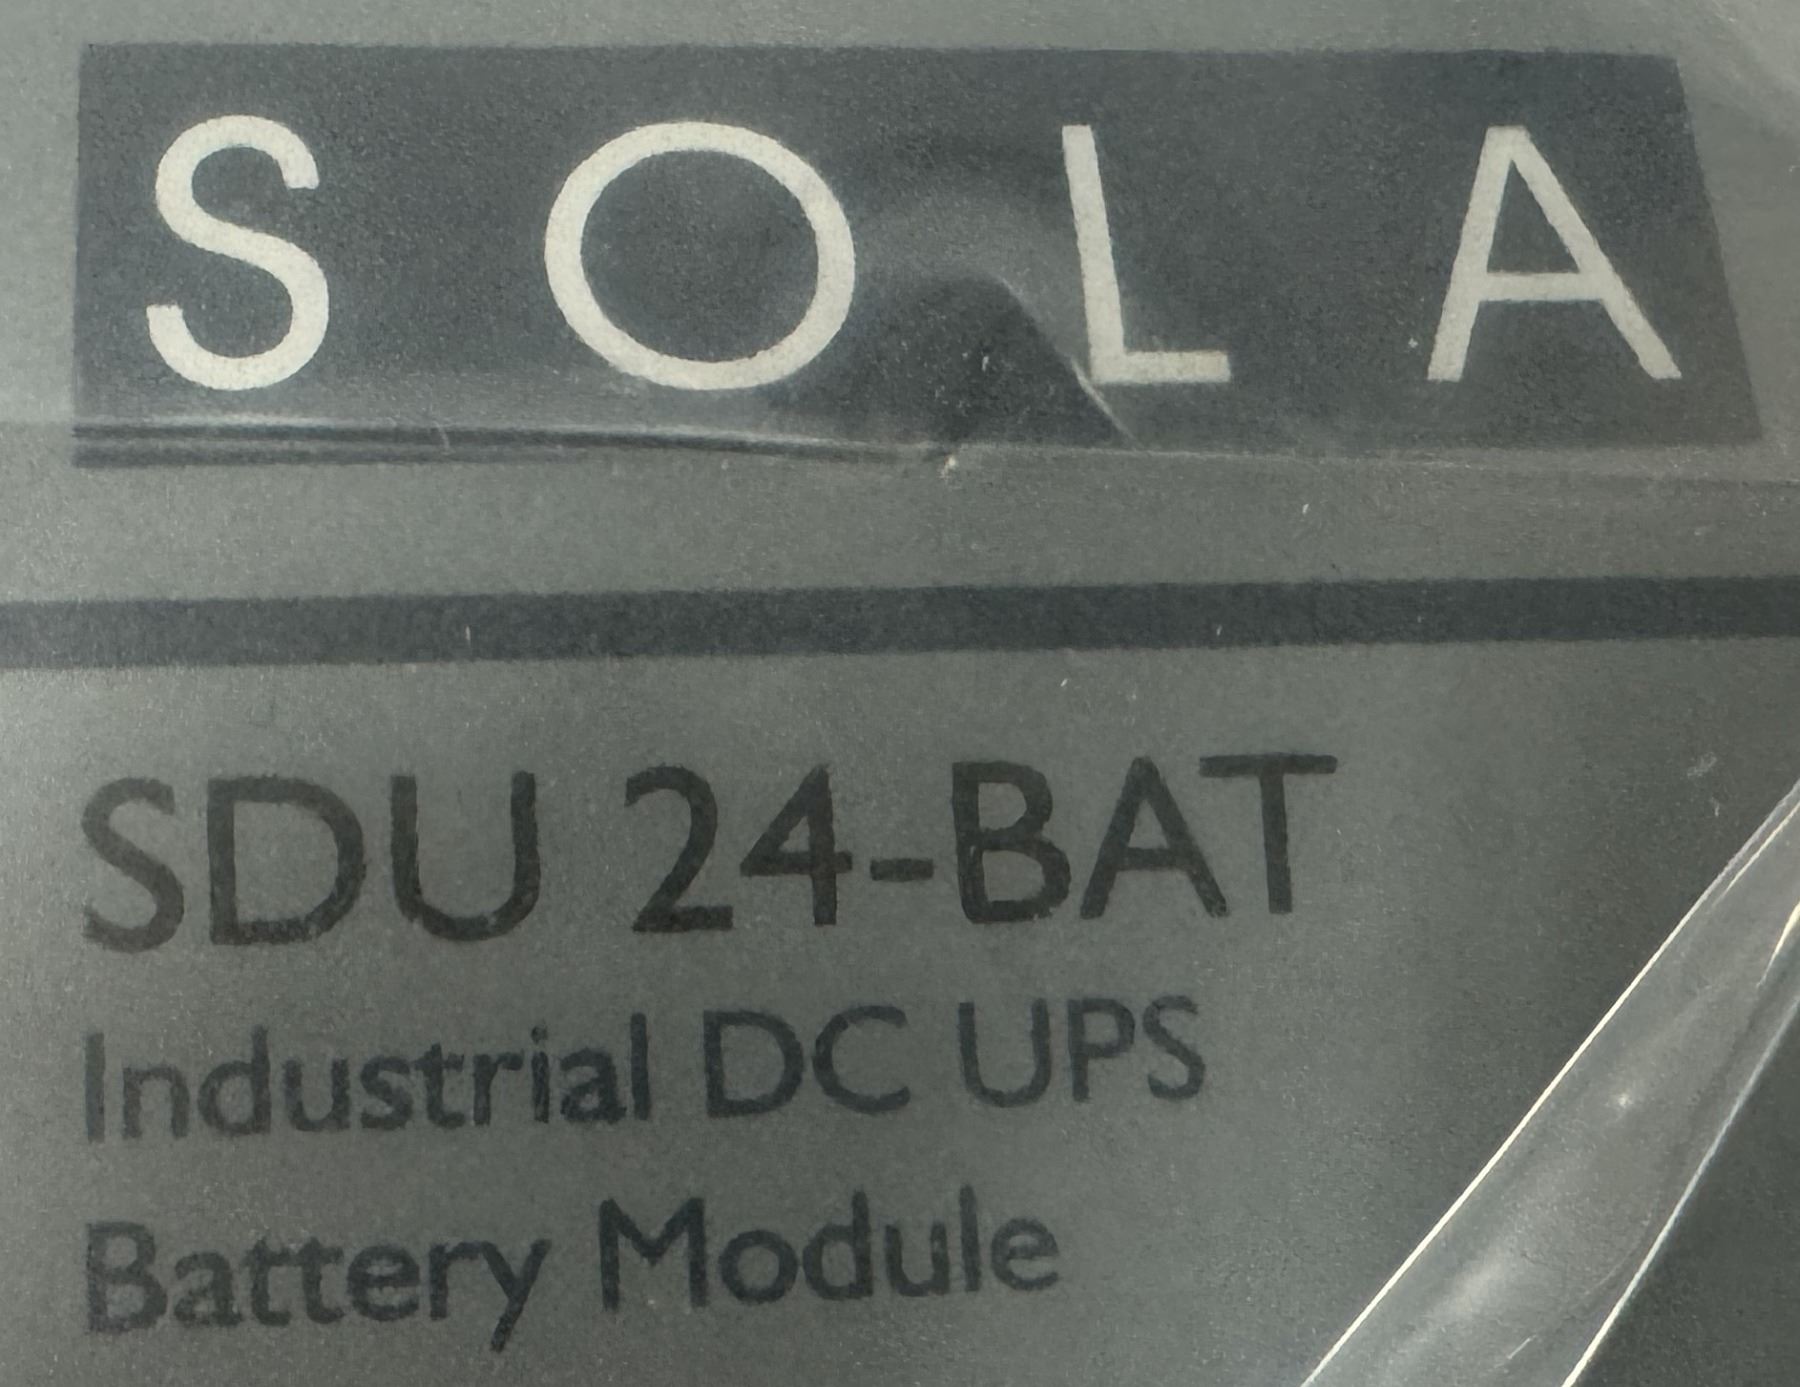 SOLA
SDU 24-BAT
Industrial DC UPS
Battery Module